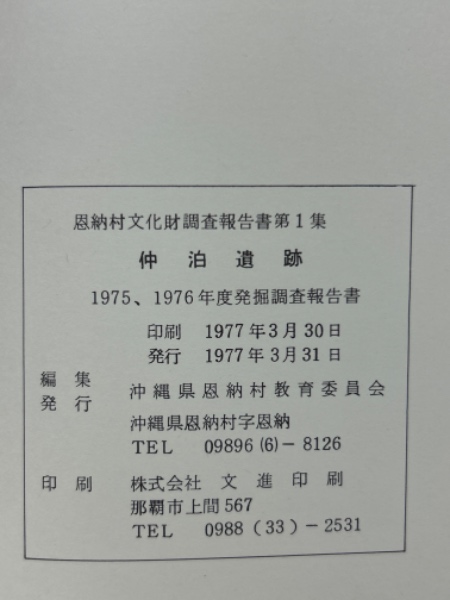 恩納村文化財調査報告書第1集
仲泊遺跡
1975、1976年度発掘調査報告書
印刷 1977年3月30日
発行 1977年3月31日
編集
発行 沖縄県恩納村教育委員会
沖縄県恩納村字恩納
TEL 09896(6)-8126
印刷 株式会社 文進印刷
那覇市上間567
TEL 0988(33)-2531